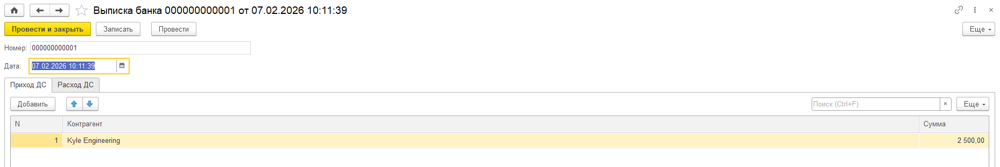 Выписка банка 000000000001 от 07.02.2026 10:11:39
Провести и закрыть Записать Провести Еще
Номер: 000000000001
Дата: 07.02.2026 10:11:39
Приход ДС Расход ДС
Добавить Поиск (Ctrl+F) × Еще
N Контрагент Сумма
1 Kyle Engineering 2 500,00